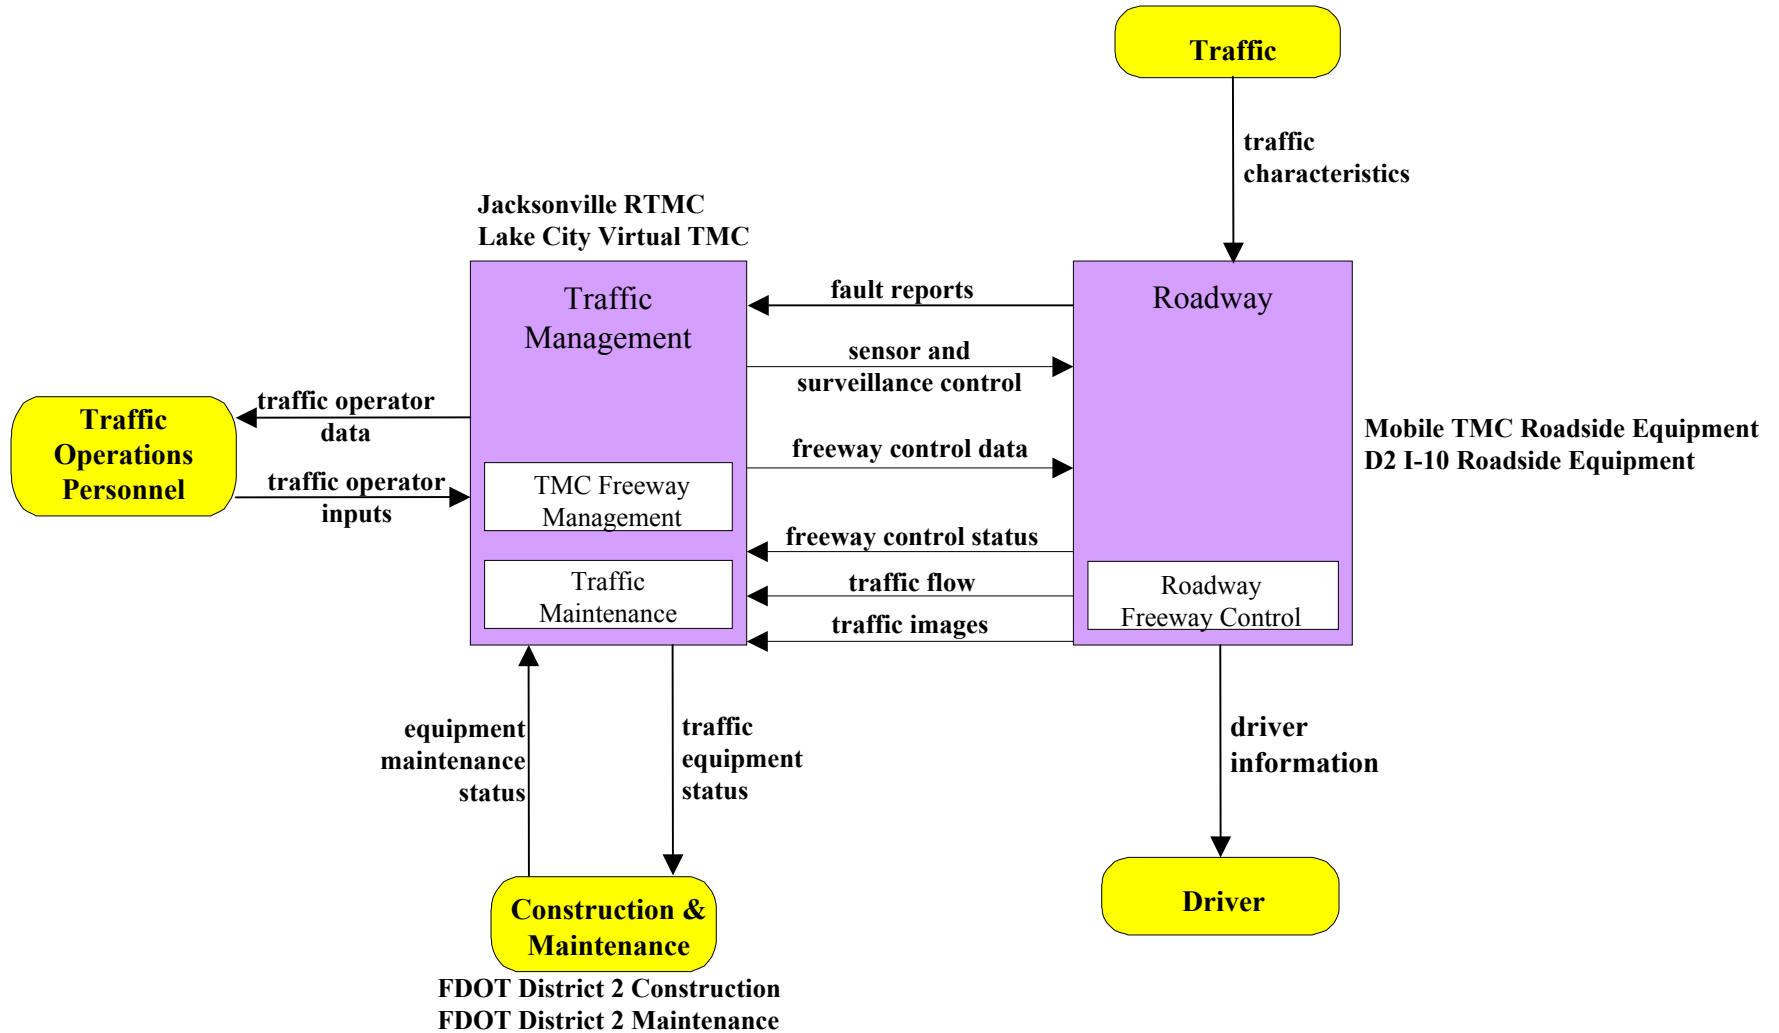 Traffic
traffic
characteristics
Jacksonville RTMC
Lake City Virtual TMC
Traffic
Management
fault reports
Roadway
sensor and
surveillance control
traffic operator
data
Traffic
Operations
Personnel
Mobile TMC Roadside Equipment
D2 I-10 Roadside Equipment
freeway control data
traffic operator
inputs
TMC Freeway
Management
freeway control status
Traffic
Maintenance
traffic flow
Roadway
Freeway Control
traffic images
equipment
maintenance
status
traffic
equipment
status
driver
information
Construction &
Maintenance
Driver
FDOT District 2 Construction
FDOT District 2 Maintenance